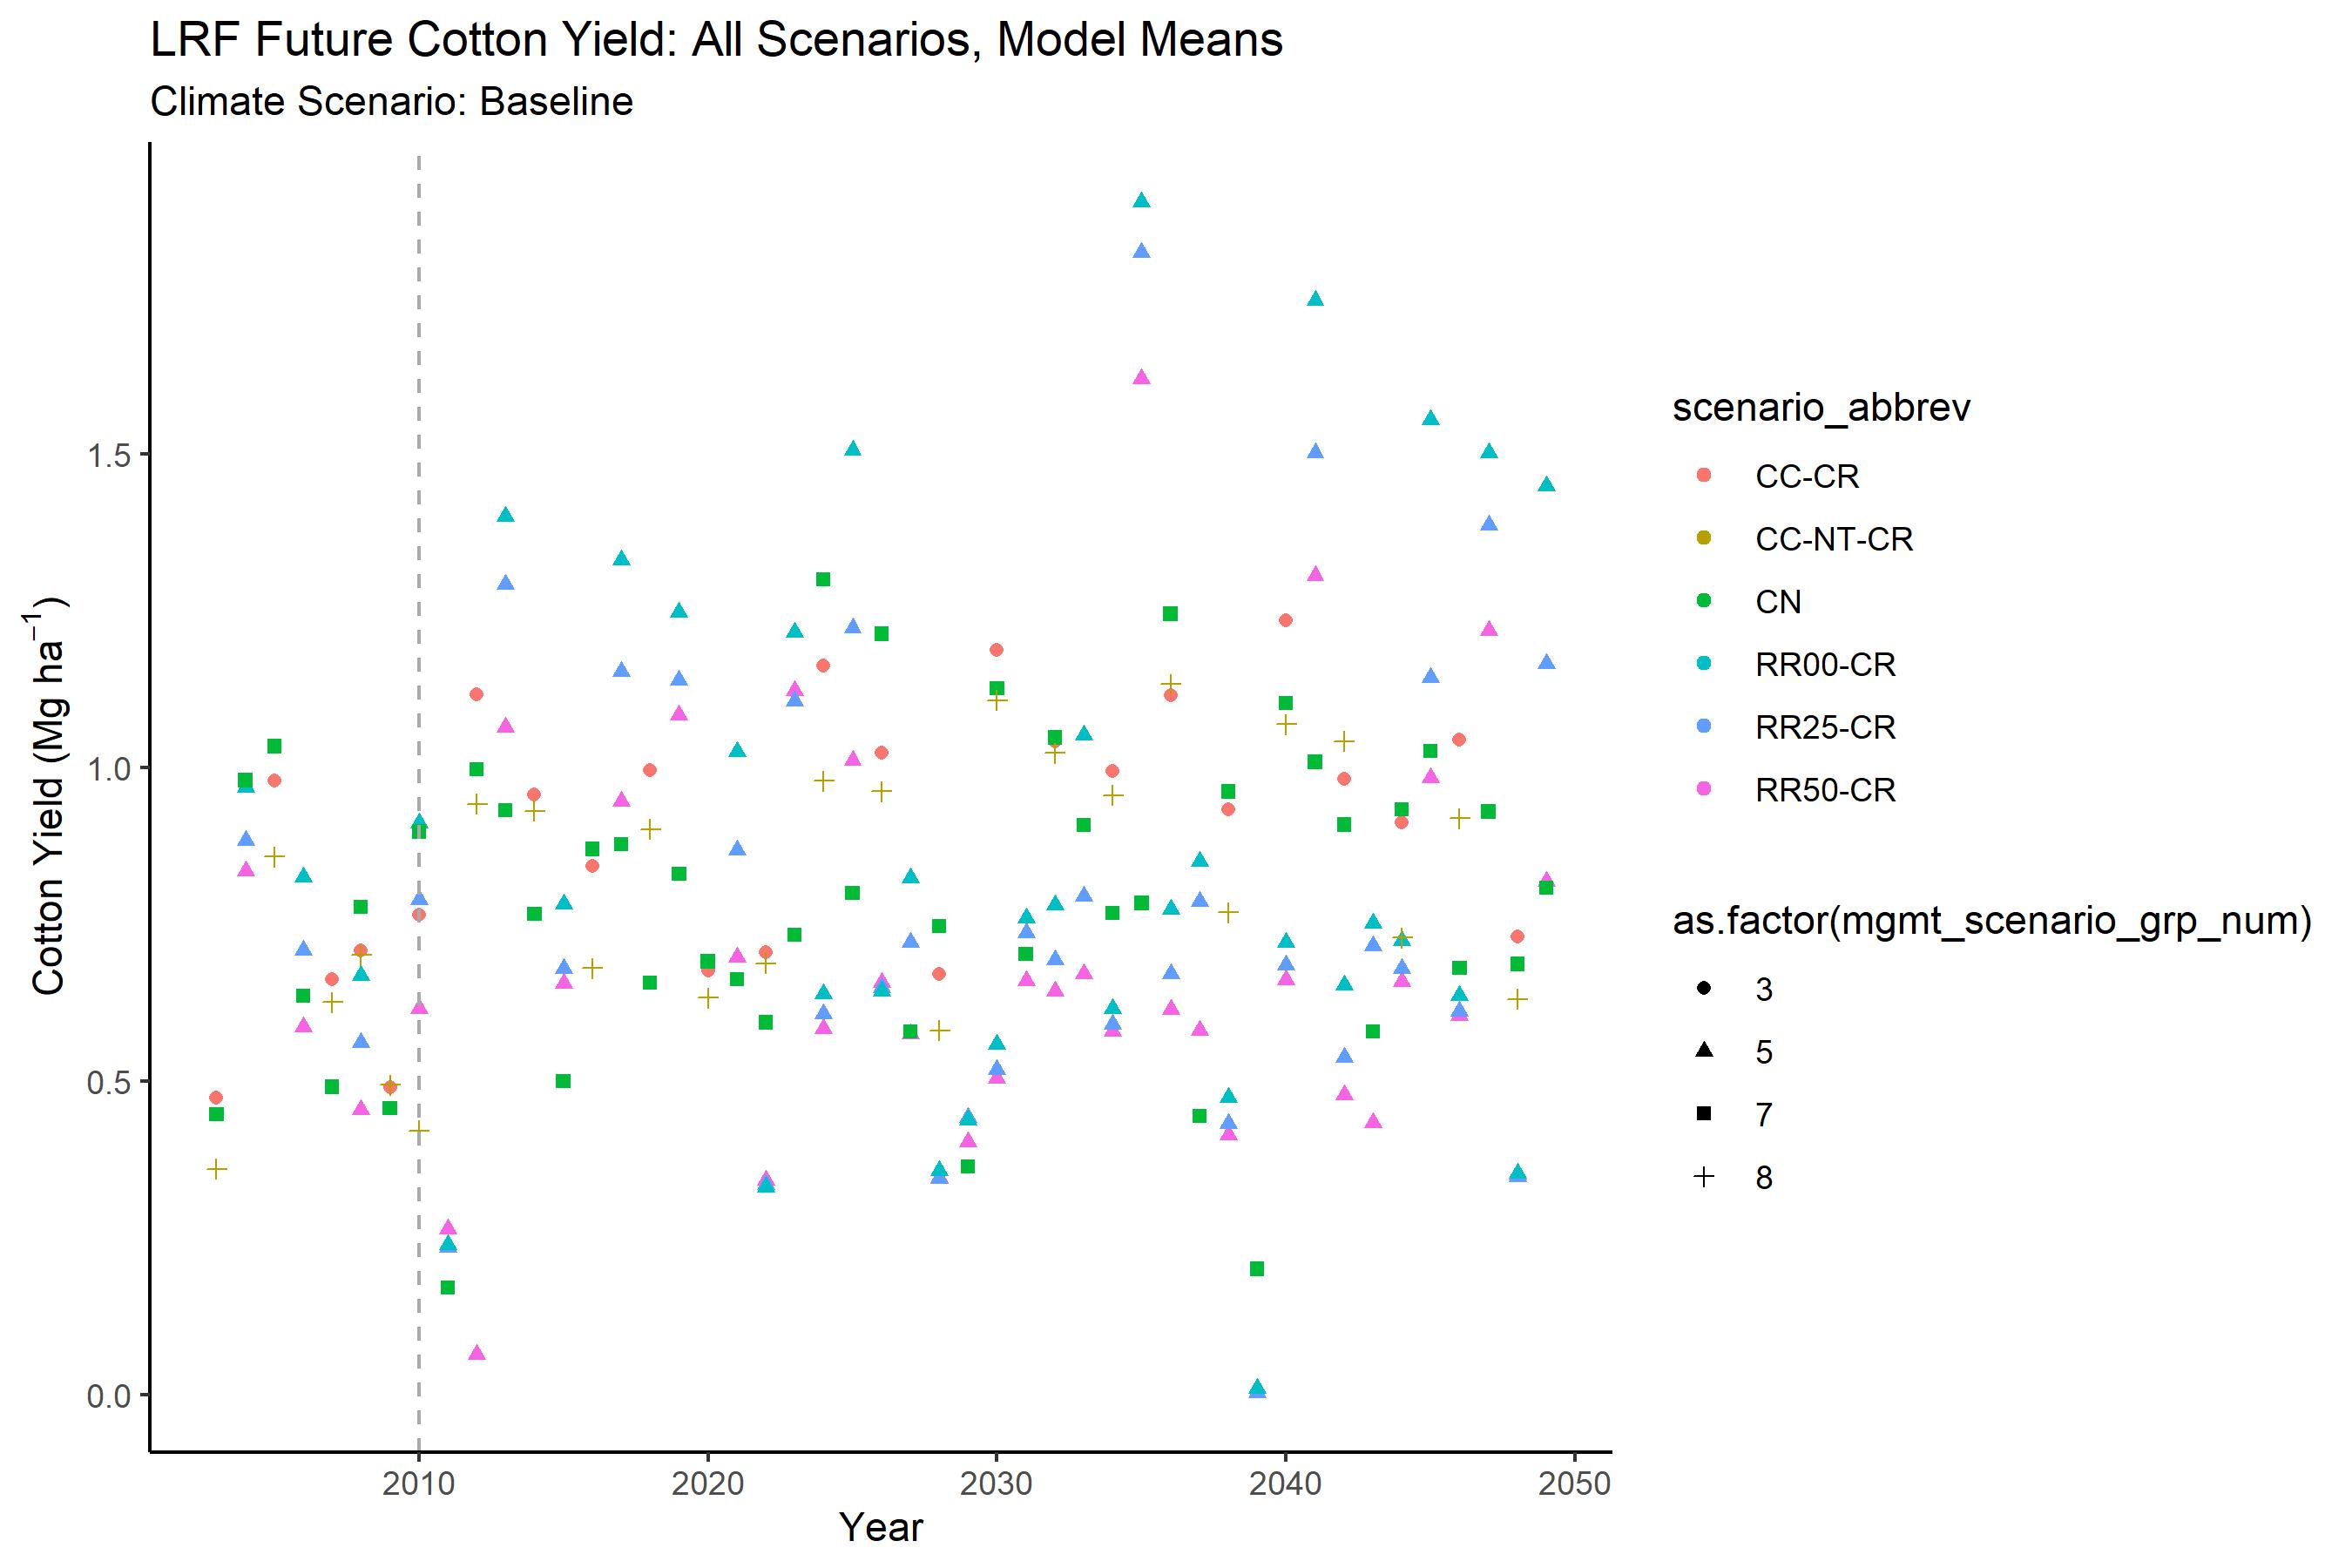 LRF Future Cotton Yield: All Scenarios, Model Means
Climate Scenario: Baseline
Cotton Yield (Mg ha⁻¹)
1.5
1.0
0.5
0.0
2010
2020
2030
2040
2050
Year
scenario_abbrev
CC-CR
CC-NT-CR
CN
RR00-CR
RR25-CR
RR50-CR
as.factor(mgmt_scenario_grp_num)
3
5
7
8